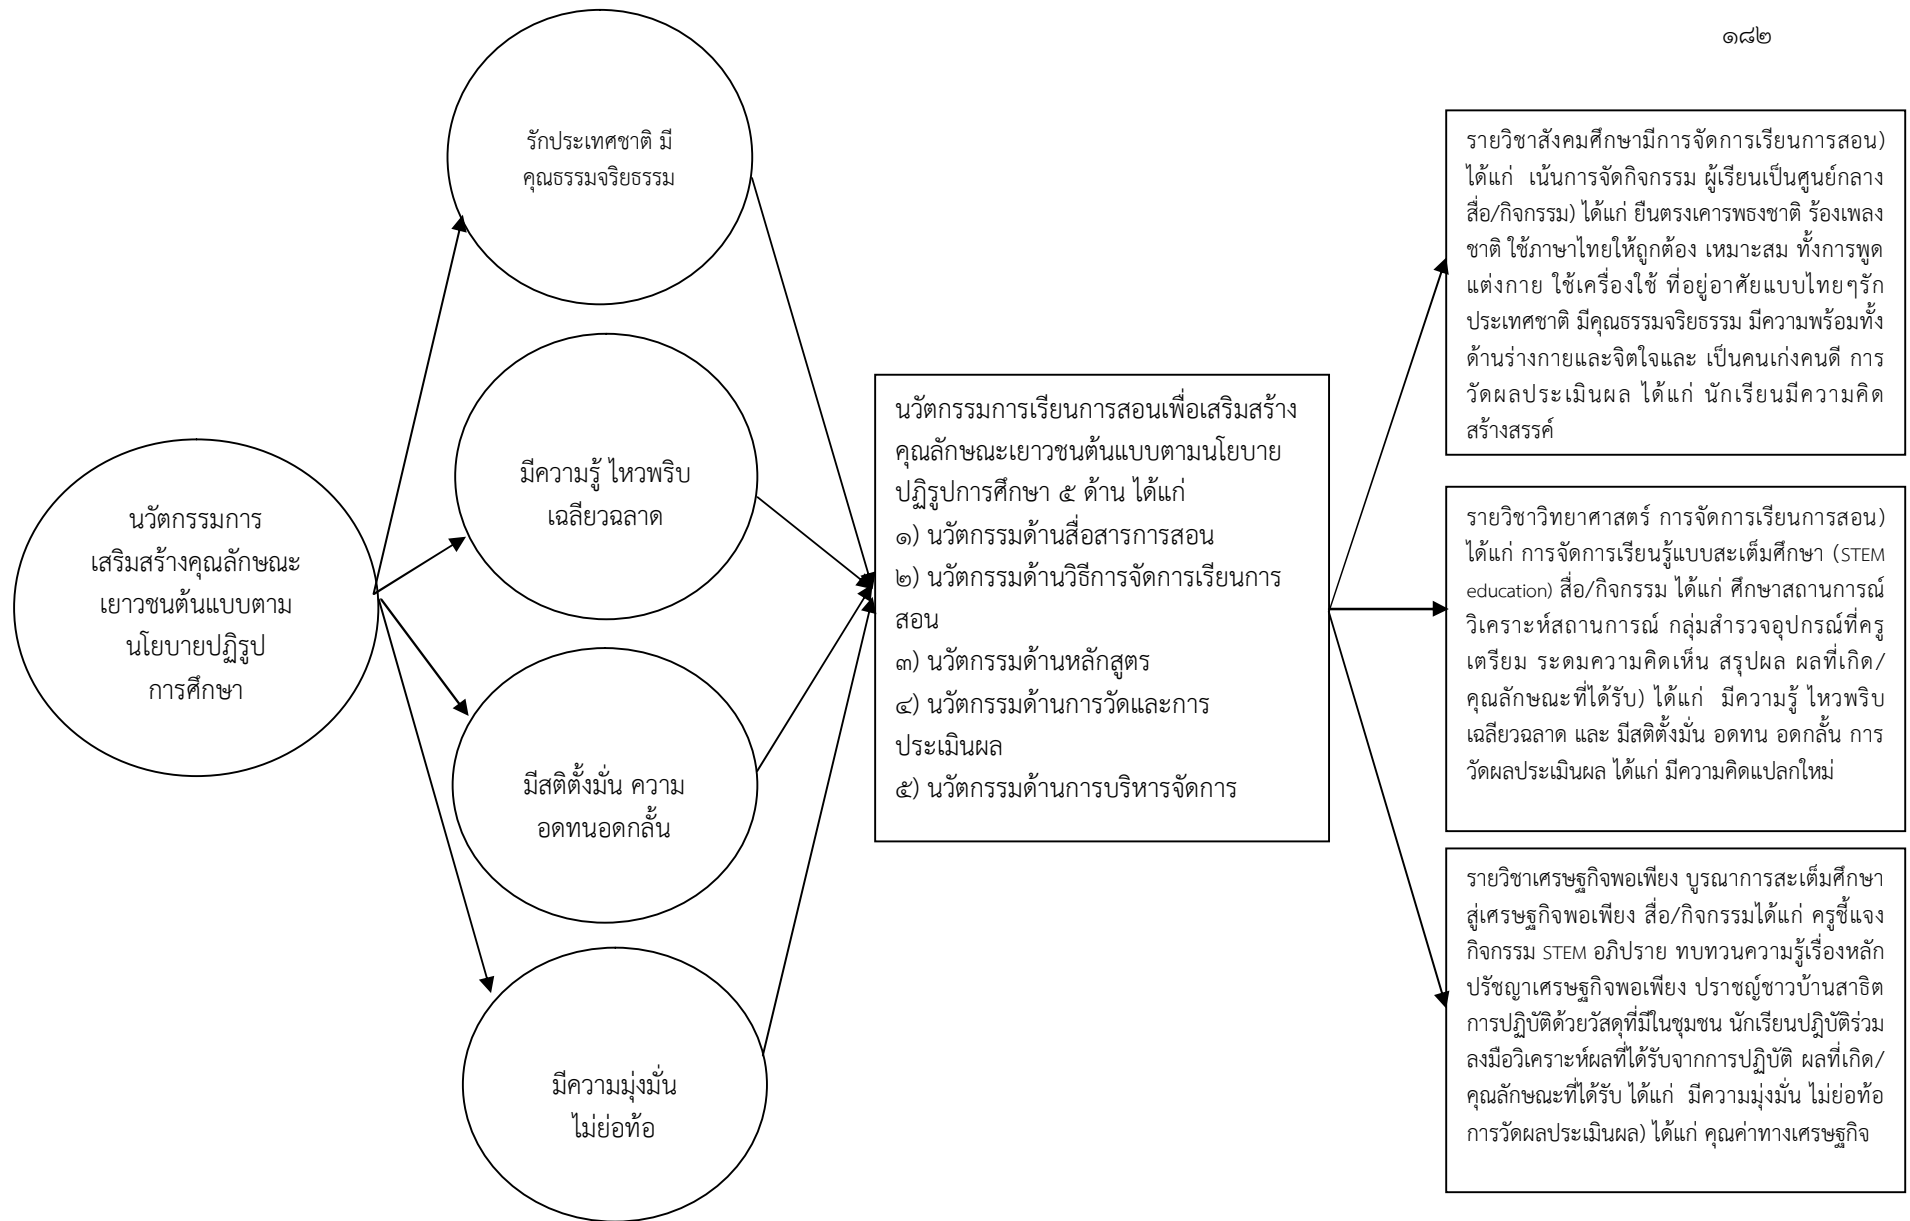 ๑๘๒
นวัตกรรมการ
เสริมสร้างคุณลักษณะ
เยาวชนต้นแบบตาม
นโยบายปฏิรูป
การศึกษา
รักประเทศชาติ มี
คุณธรรมจริยธรรม
มีความรู้ ไหวพริบ
เฉลียวฉลาด
มีสติตั้งมั่น ความ
อดทนอดกลั้น
มีความมุ่งมั่น
ไม่ย่อท้อ
นวัตกรรมการเรียนการสอนเพื่อเสริมสร้าง
คุณลักษณะเยาวชนต้นแบบตามนโยบาย
ปฏิรูปการศึกษา ๕ ด้าน ได้แก่
๑) นวัตกรรมด้านสื่อสารการสอน
๒) นวัตกรรมด้านวิธีการจัดการเรียนการ
สอน
๓) นวัตกรรมด้านหลักสูตร
๔) นวัตกรรมด้านการวัดและการ
ประเมินผล
๕) นวัตกรรมด้านการบริหารจัดการ
รายวิชาสังคมศึกษามีการจัดการเรียนการสอน)
ได้แก่ เน้นการจัดกิจกรรม ผู้เรียนเป็นศูนย์กลาง
สื่อ/กิจกรรม) ได้แก่ ยืนตรงเคารพธงชาติ ร้องเพลง
ชาติ ใช้ภาษาไทยให้ถูกต้อง เหมาะสม ทั้งการพูด
แต่งกาย ใช้เครื่องใช้ ที่อยู่อาศัยแบบไทยๆรัก
ประเทศชาติ มีคุณธรรมจริยธรรม มีความพร้อมทั้ง
ด้านร่างกายและจิตใจและ เป็นคนเก่งคนดี การ
วัดผลประเมินผล ได้แก่ นักเรียนมีความคิด
สร้างสรรค์
รายวิชาวิทยาศาสตร์ การจัดการเรียนการสอน)
ได้แก่ การจัดการเรียนรู้แบบสะเต็มศึกษา (STEM
education) สื่อ/กิจกรรม ได้แก่ ศึกษาสถานการณ์
วิเคราะห์สถานการณ์ กลุ่มสำรวจอุปกรณ์ที่ครู
เตรียม ระดมความคิดเห็น สรุปผล ผลที่เกิด/
คุณลักษณะที่ได้รับ) ได้แก่ มีความรู้ ไหวพริบ
เฉลียวฉลาด และ มีสติตั้งมั่น อดทน อดกลั้น การ
วัดผลประเมินผล ได้แก่ มีความคิดแปลกใหม่
รายวิชาเศรษฐกิจพอเพียง บูรณาการสะเต็มศึกษา
สู่เศรษฐกิจพอเพียง สื่อ/กิจกรรมได้แก่ ครูชี้แจง
กิจกรรม STEM อภิปราย ทบทวนความรู้เรื่องหลัก
ปรัชญาเศรษฐกิจพอเพียง ปราชญ์ชาวบ้านสาธิต
การปฏิบัติด้วยวัสดุที่มีในชุมชน นักเรียนปฎิบัติร่วม
ลงมือวิเคราะห์ผลที่ได้รับจากการปฏิบัติ ผลที่เกิด/
คุณลักษณะที่ได้รับ ได้แก่ มีความมุ่งมั่น ไม่ย่อท้อ
การวัดผลประเมินผล) ได้แก่ คุณค่าทางเศรษฐกิจ